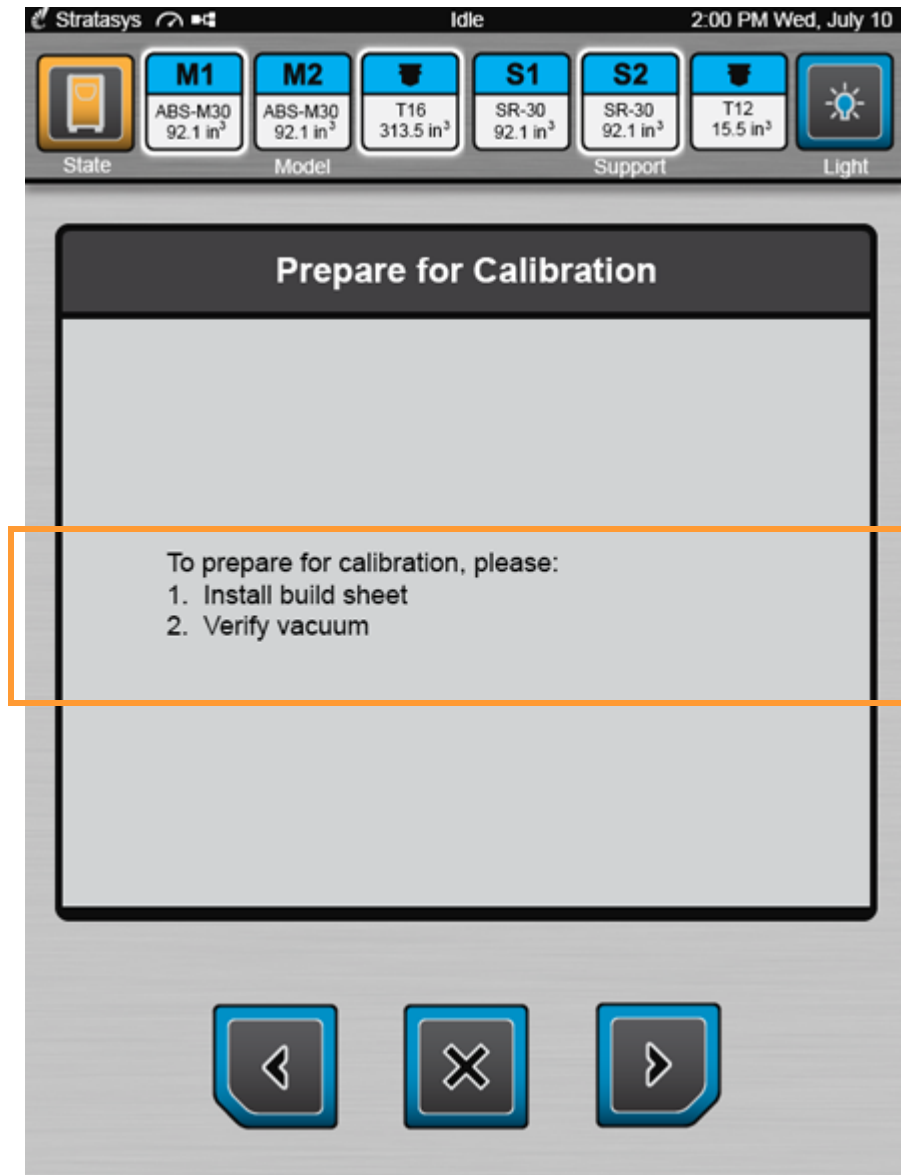 Stratasys Idle 2:00 PM Wed, July 10
M1 M2 S1 S2
ABS-M30 ABS-M30 T16 SR-30 SR-30 T12
92.1 in³ 92.1 in³ 313.5 in³ 92.1 in³ 92.1 in³ 15.5 in³
State Model Support Light
Prepare for Calibration
To prepare for calibration, please:
1. Install build sheet
2. Verify vacuum